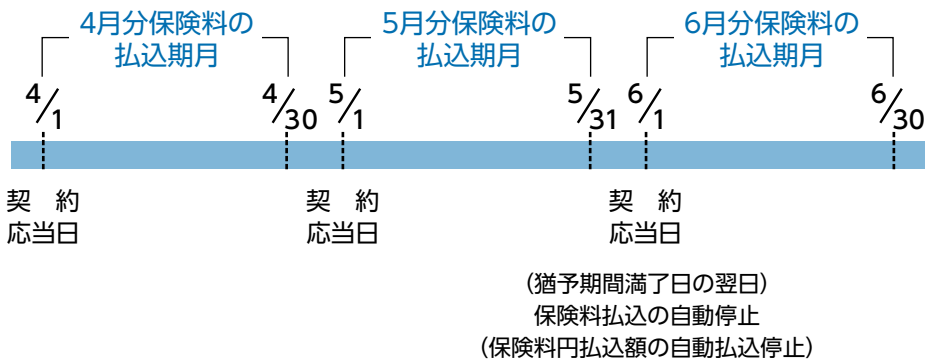 4月分保険料の
払込期月
5月分保険料の
払込期月
6月分保険料の
払込期月
4/1
4/30
5/1
5/31
6/1
6/30
契 約
応当日
契 約
応当日
契 約
応当日
(猶予期間満了日の翌日)
保険料払込の自動停止
(保険料円払込額の自動払込停止)